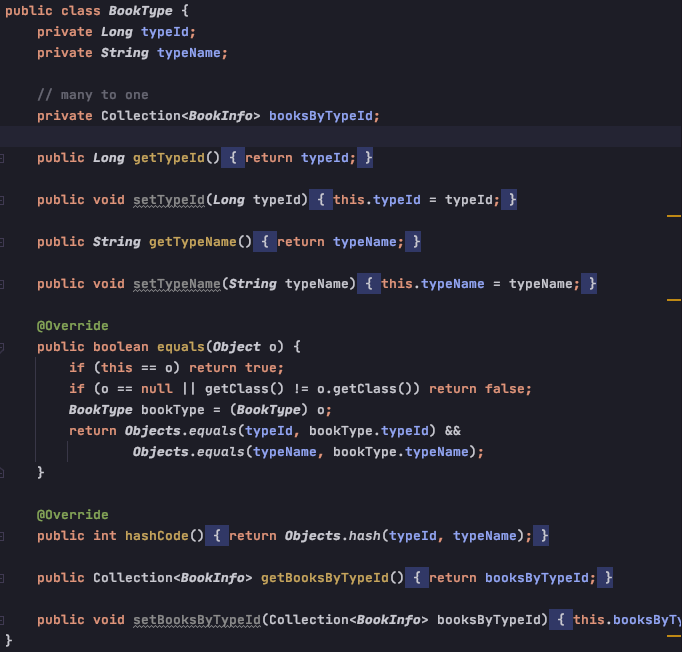 public class BookType {
    private Long typeId;
    private String typeName;
    // many to one
    private Collection<BookInfo> booksByTypeId;
    public Long getTypeId() { return typeId; }
    public void setTypeId(Long typeId) { this.typeId = typeId; }
    public String getTypeName() { return typeName; }
    public void setTypeName(String typeName) { this.typeName = typeName; }
    @Override
    public boolean equals(Object o) {
        if (this == o) return true;
        if (o == null || getClass() != o.getClass()) return false;
        BookType bookType = (BookType) o;
        return Objects.equals(typeId, bookType.typeId) &&
                Objects.equals(typeName, bookType.typeName);
    }
    @Override
    public int hashCode() { return Objects.hash(typeId, typeName); }
    public Collection<BookInfo> getBooksByTypeId() { return booksByTypeId; }
    public void setBooksByTypeId(Collection<BookInfo> booksByTypeId) { this.booksByTy
}